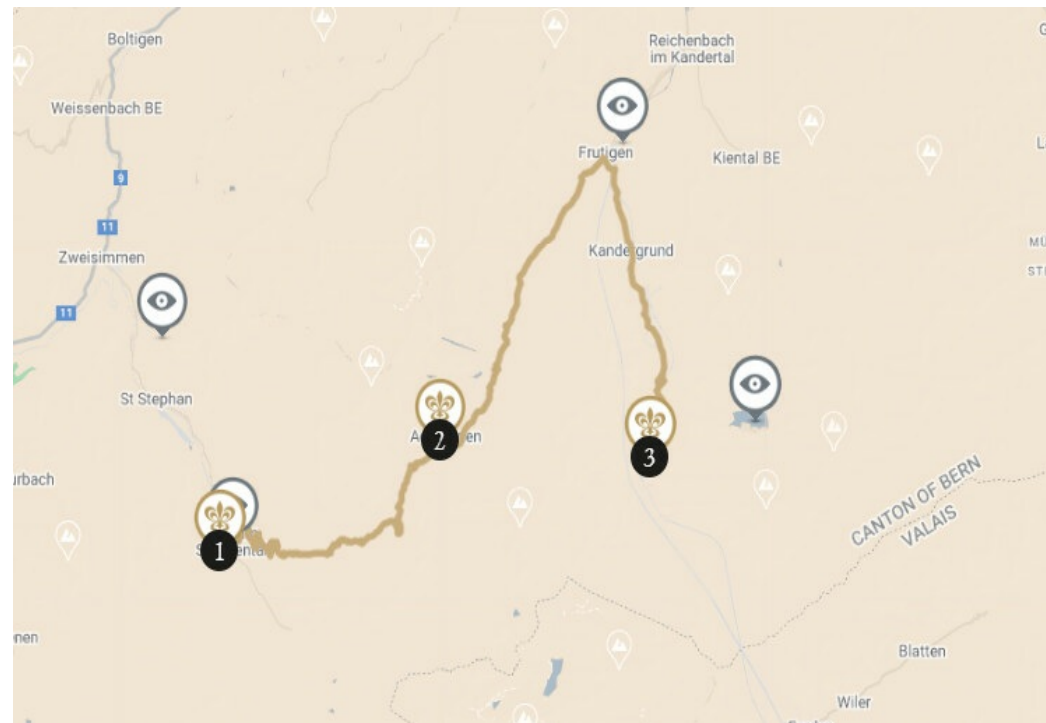 Boltigen
Reichenbach
im Kandertal
Weissenbach BE
Frutigen
Kiental BE
9
11
Zweisimmen
Kandergrund
11
St Stephan
2
3
1
CANTON OF BERN
VALAIS
Blatten
Wiler